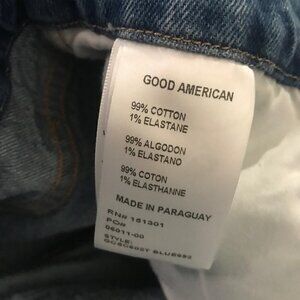 GOOD AMERICAN
99% COTTON
1% ELASTANE
99% ALGODON
1% ELASTANO
99% COTON
1% ELASTHANNE
MADE IN PARAGUAY
RN# 151301
PO#
06011-00
STYLE: